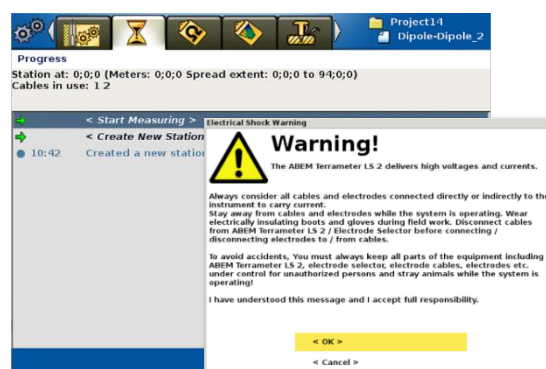 Project14
Dipole-Dipole_2
Progress
Station at: 0;0;0 (Meters: 0;0;0 Spread extent: 0;0;0 to 94;0;0)
Cables in use: 1 2
< Start Measuring >
< Create New Station
10:42 Created a new station
Electrical Shock Warning
Warning!
The ABEM Terrameter LS 2 delivers high voltages and currents.
Always consider all cables and electrodes connected directly or indirectly to the
instrument to carry current.
Stay away from cables and electrodes while the system is operating. Wear
electrically insulating boots and gloves during field work. Disconnect cables
from ABEM Terrameter LS 2 / Electrode Selector before connecting /
disconnecting electrodes to / from cables.
To avoid accidents, You must always keep all parts of the equipment including
ABEM Terrameter LS 2, electrode selector, electrode cables, electrodes etc.
under control for unauthorized persons and stray animals while the system is
operating!
I have understood this message and I accept full responsibility.
< OK >
< Cancel >